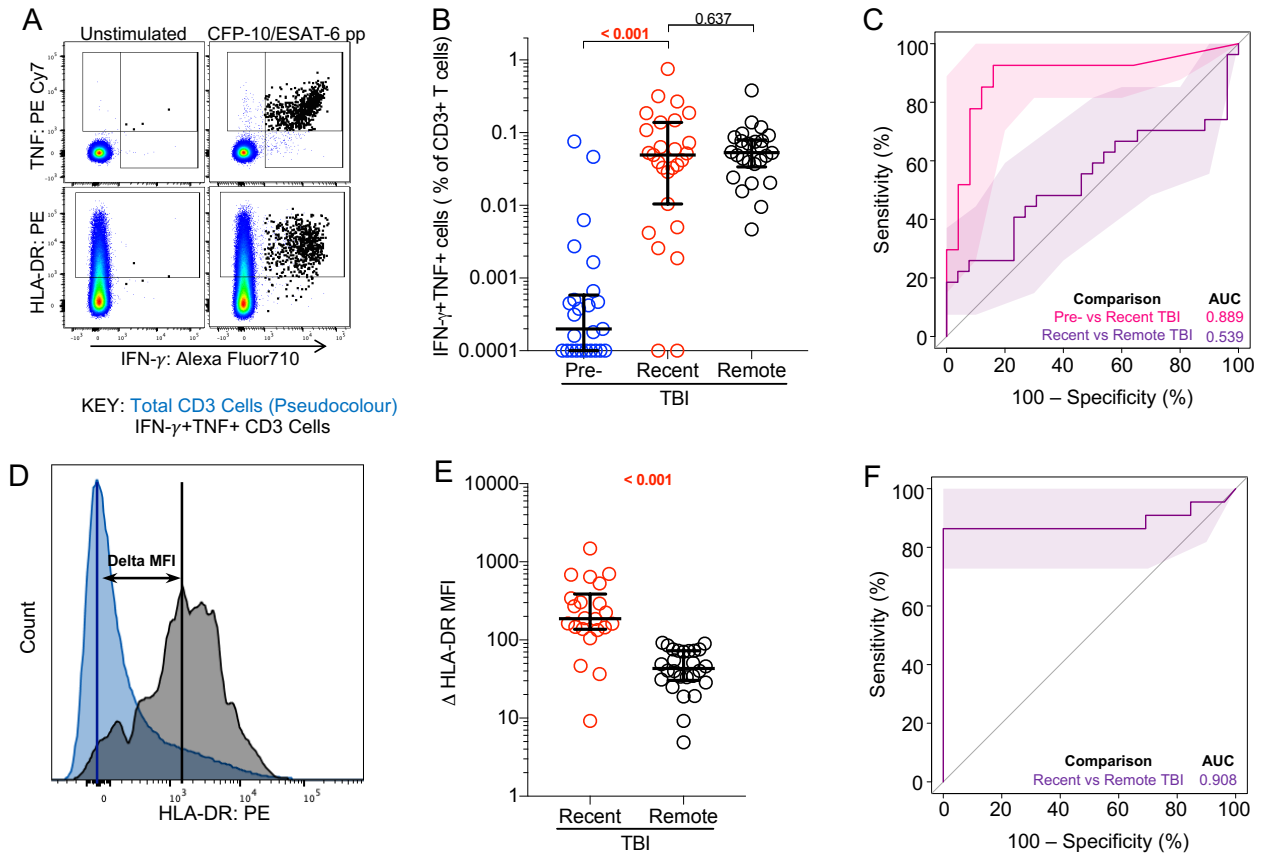 A
Unstimulated
CFP-10/ESAT-6 pp
TNF: PE Cy7
HLA-DR: PE
IFN-γ: Alexa Fluor710
KEY: Total CD3 Cells (Pseudocolour)
IFN-γ+TNF+ CD3 Cells
B
< 0.001
0.637
IFN-γ+TNF+ cells ( % of CD3+ T cells)
1
0.1
0.01
0.001
0.0001
Pre-
Recent
Remote
TBI
C
Sensitivity (%)
100
80
60
40
20
0
Comparison AUC
Pre- vs Recent TBI 0.889
Recent vs Remote TBI 0.539
0 20 40 60 80 100
100 – Specificity (%)
D
Delta MFI
Count
0 10³ 10⁴ 10⁵
HLA-DR: PE
E
< 0.001
Δ HLA-DR MFI
10000
1000
100
10
1
Recent Remote
TBI
F
Sensitivity (%)
100
80
60
40
20
0
Comparison AUC
Recent vs Remote TBI 0.908
0 20 40 60 80 100
100 – Specificity (%)